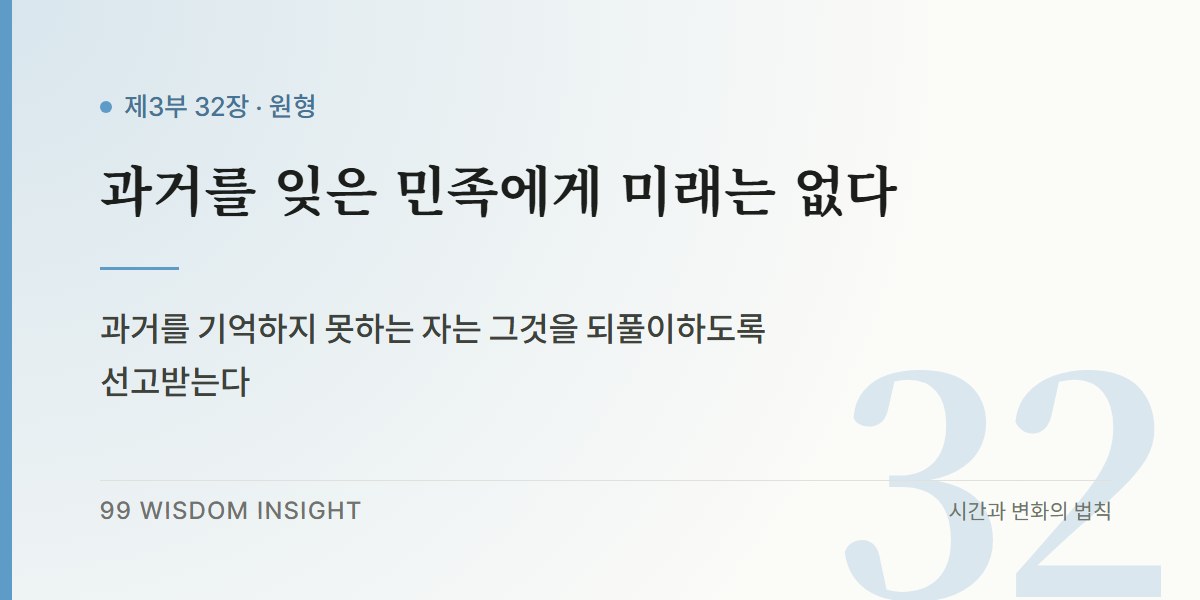 제3부 32장 · 원형
과거를 잊은 민족에게 미래는 없다
과거를 기억하지 못하는 자는 그것을 되풀이하도록
선고받는다
99 WISDOM INSIGHT
시간과 변화의 법칙
32